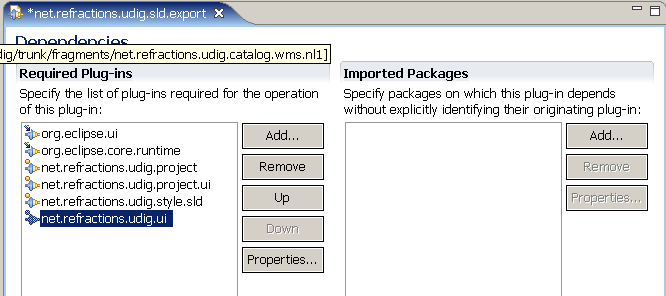 *net.refractions.udig.sld.export
Dependencies
dig/trunk/fragments/net.refractions.udig.catalog.wms.nl1]
Required Plug-ins
Specify the list of plug-ins required for the operation
of this plug-in:
org.eclipse.ui
org.eclipse.core.runtime
net.refractions.udig.project
net.refractions.udig.project.ui
net.refractions.udig.style.sld
net.refractions.udig.ui
Add...
Remove
Up
Down
Properties...
Imported Packages
Specify packages on which this plug-in depends
without explicitly identifying their originating plug-in:
Add...
Remove
Properties...